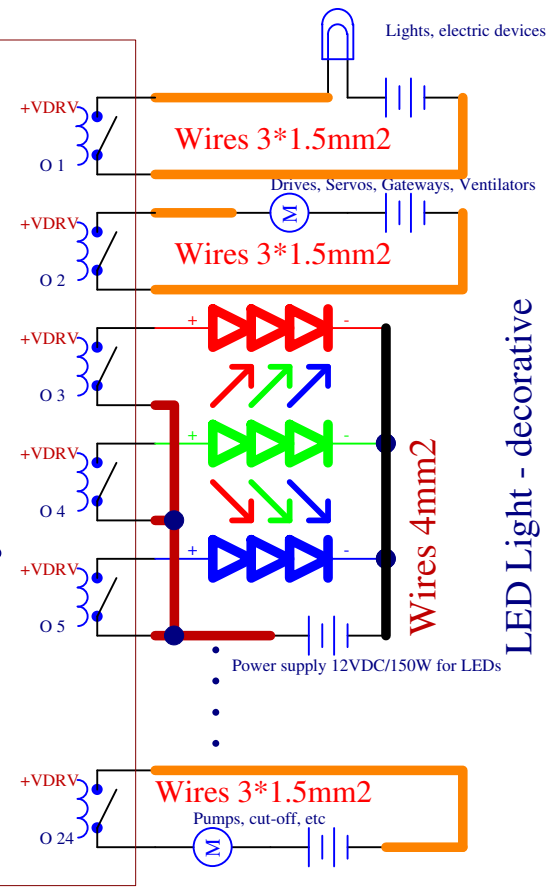 Lights, electric devices
+VDRV
Wires 3*1.5mm2
O 1
Drives, Servos, Gateways, Ventilators
+VDRV
M
Wires 3*1.5mm2
O 2
+ -
+VDRV
O 3
+ -
+VDRV
O 4
Wires 4mm2
LED Light - decorative
+ -
+VDRV
O 5
Power supply 12VDC/150W for LEDs
+VDRV
Wires 3*1.5mm2
Pumps, cut-off, etc
O 24
M